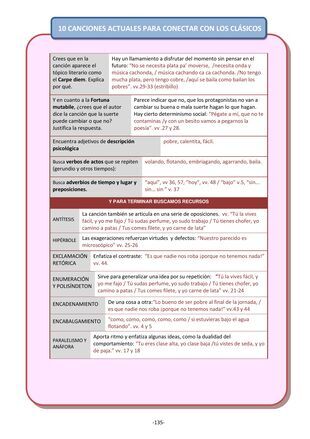 10 CANCIONES ACTUALES PARA CONECTAR CON LOS CLÁSICOS
Crees que en la
canción aparece el
tópico literario como
el Carpe diem. Explica
por qué.
Hay un llamamiento a disfrutar del momento sin pensar en el
futuro: "No se necesita plata pa' moverse, /necesita onda y
música cachonda, / música cachondo ca ca cachonda. /No tengo
mucha plata, pero tengo cobre, /aquí se baila como bailan los
pobres". vv.29-33 (estribillo)
Y en cuanto a la Fortuna
mutabile, ¿crees que el autor
dice la canción que la suerte
puede cambiar o que no?
Justifica la respuesta.
Parece indicar que no, que los protagonistas no van a
cambiar su buena o mala suerte hagan lo que hagan.
Hay cierto determinismo social: "Pégate a mí, que no te
contaminas /y con un besito vamos a pegarnos la
poesía". vv .27 y 28.
Encuentra adjetivos de descripción
psicológica
pobre, calentita, fácil.
Busca verbos de actos que se repiten
(gerundio y otros tiempos):
volando, flotando, embriagando, agarrando, baila.
Busca adverbios de tiempo y lugar y
preposiciones.
"aquí", vv 36, 57; "hoy", vv. 48 / "bajo" v.5, "sin...
sin... sin " v. 37
Y PARA TERMINAR BUSCAMOS RECURSOS
ANTÍTESIS
La canción también se articula en una serie de oposiciones. vv. "Tú la vives
fácil, y yo me fajo / Tú sudas perfume, yo sudo trabajo / Tú tienes chofer, yo
camino a patas / Tus comes filete, y yo carne de lata"
HIPÉRBOLE
Las exageraciones refuerzan virtudes y defectos: "Nuestro parecido es
microscópico" vv. 25-26
EXCLAMACIÓN
RETÓRICA
Enfatiza el contraste: "Es que nadie nos roba ¡porque no tenemos nada!"
vv. 44.
ENUMERACIÓN
Y POLISÍNDETON
Sirve para generalizar una idea por su repetición: "Tú la vives fácil, y
yo me fajo / Tú sudas perfume, yo sudo trabajo / Tú tienes chofer, yo
camino a patas / Tus comes filete, y yo carne de lata" vv. 21-24
ENCADENAMIENTO
De una cosa a otra: "Lo bueno de ser pobre al final de la jornada, /
es que nadie nos roba ¡porque no tenemos nada!" vv.43 y 44
ENCABALGAMIENTO
"como, como, como, como, como / si estuvieras bajo el agua
flotando". vv. 4 y 5
PARALELISMO Y
ANÁFORA
Aporta ritmo y enfatiza algunas ideas, como la dualidad del
comportamiento: "Tu eres clase alta, yo clase baja /tú vistes de seda, y yo
de paja." vv. 17 y 18
-135-